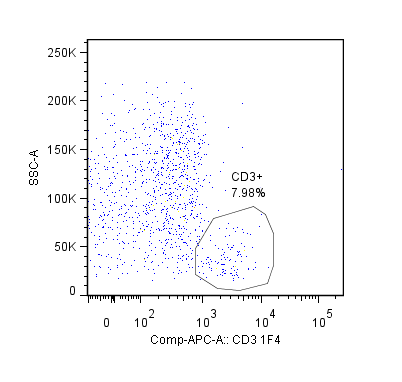 250K
200K
150K
100K
50K
0
SSC-A
CD3+
7.98%
0 10^2 10^3 10^4 10^5
Comp-APC-A:: CD3 1F4